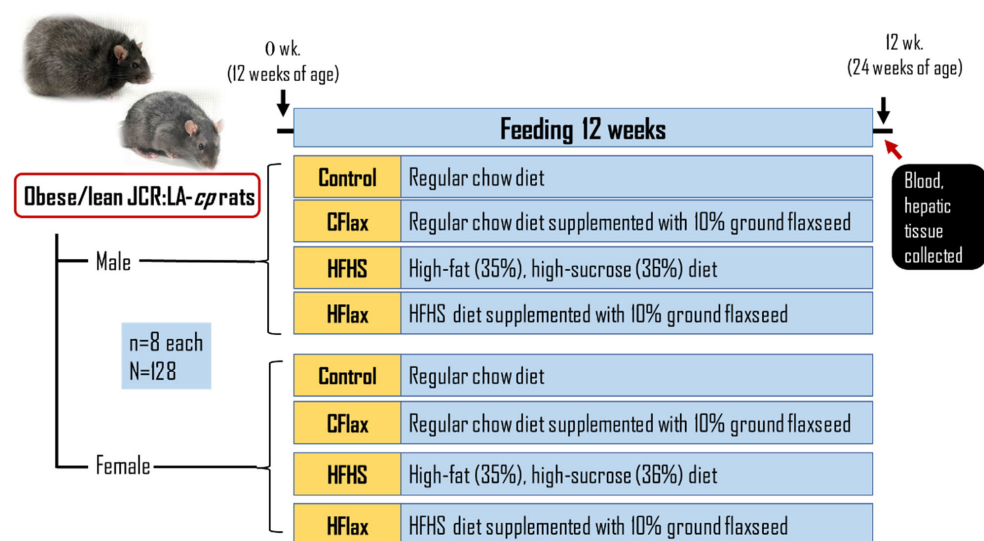 0 wk.
(12 weeks of age)
12 wk.
(24 weeks of age)
Feeding 12 weeks
Obese/lean JCR:LA-cp rats
Male
Control Regular chow diet
CFlax Regular chow diet supplemented with 10% ground flaxseed
HFHS High-fat (35%), high-sucrose (36%) diet
HFlax HFHS diet supplemented with 10% ground flaxseed
Blood,
hepatic
tissue
collected
n=8 each
N=128
Female
Control Regular chow diet
CFlax Regular chow diet supplemented with 10% ground flaxseed
HFHS High-fat (35%), high-sucrose (36%) diet
HFlax HFHS diet supplemented with 10% ground flaxseed